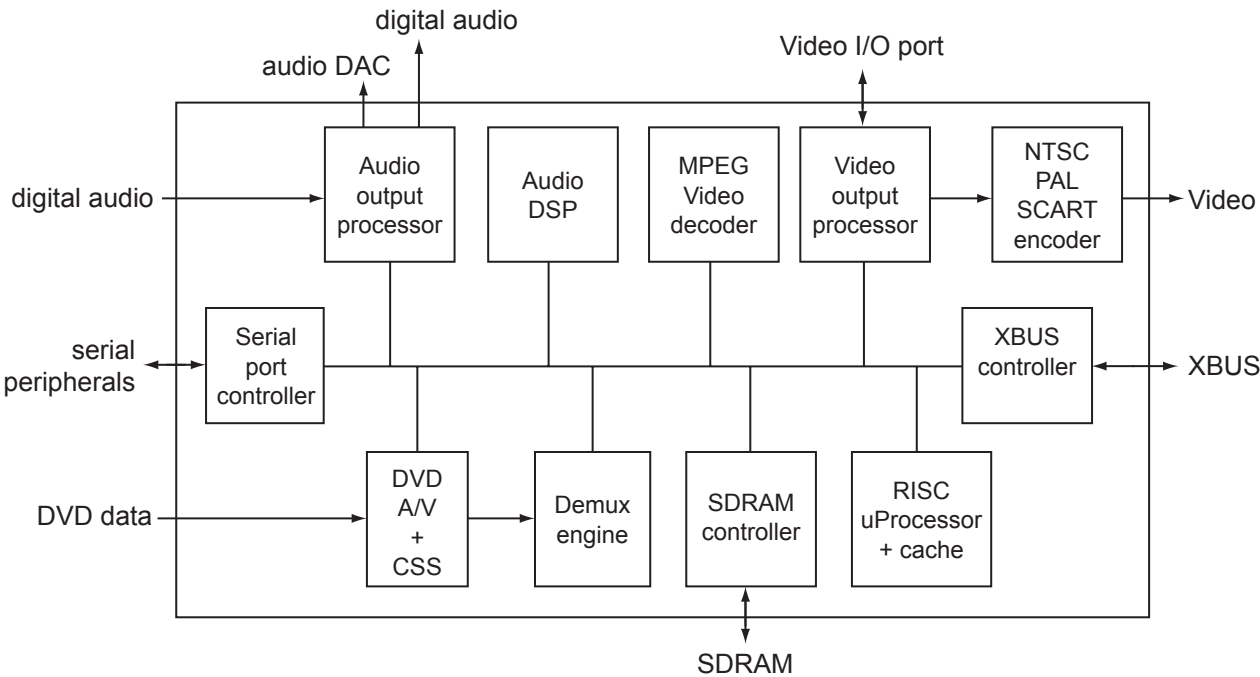 digital audio
audio DAC
Video I/O port
digital audio
Audio
output
processor
Audio
DSP
MPEG
Video
decoder
Video
output
processor
NTSC
PAL
SCART
encoder
Video
serial
peripherals
Serial
port
controller
XBUS
controller
XBUS
DVD data
DVD
A/V
+
CSS
Demux
engine
SDRAM
controller
RISC
uProcessor
+ cache
SDRAM